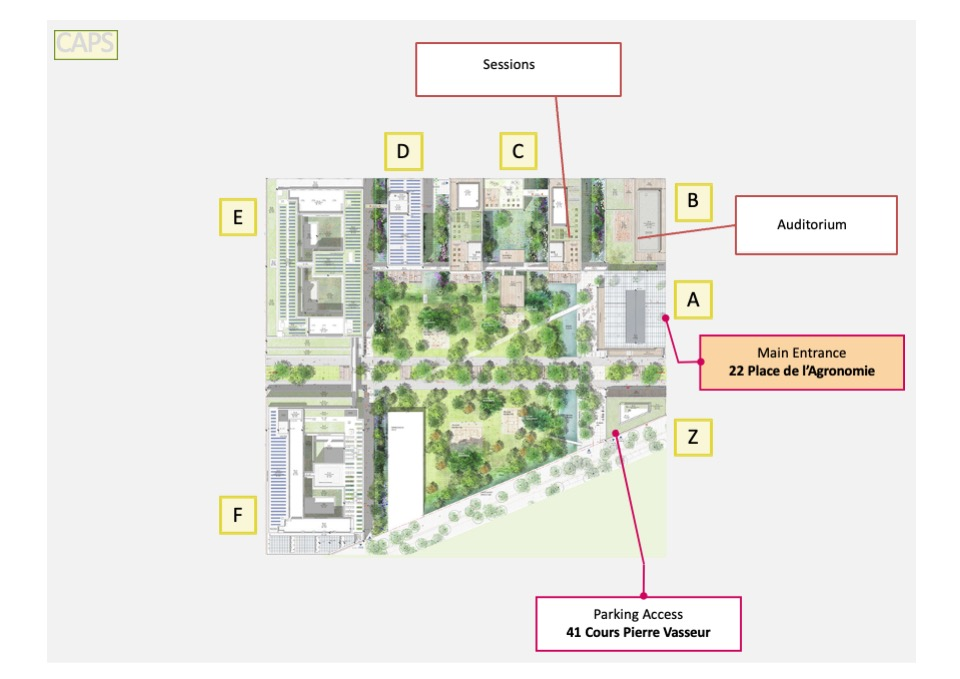 CAPS
Sessions
D
C
B
E
Auditorium
A
Main Entrance
22 Place de l’Agronomie
Z
F
Parking Access
41 Cours Pierre Vasseur